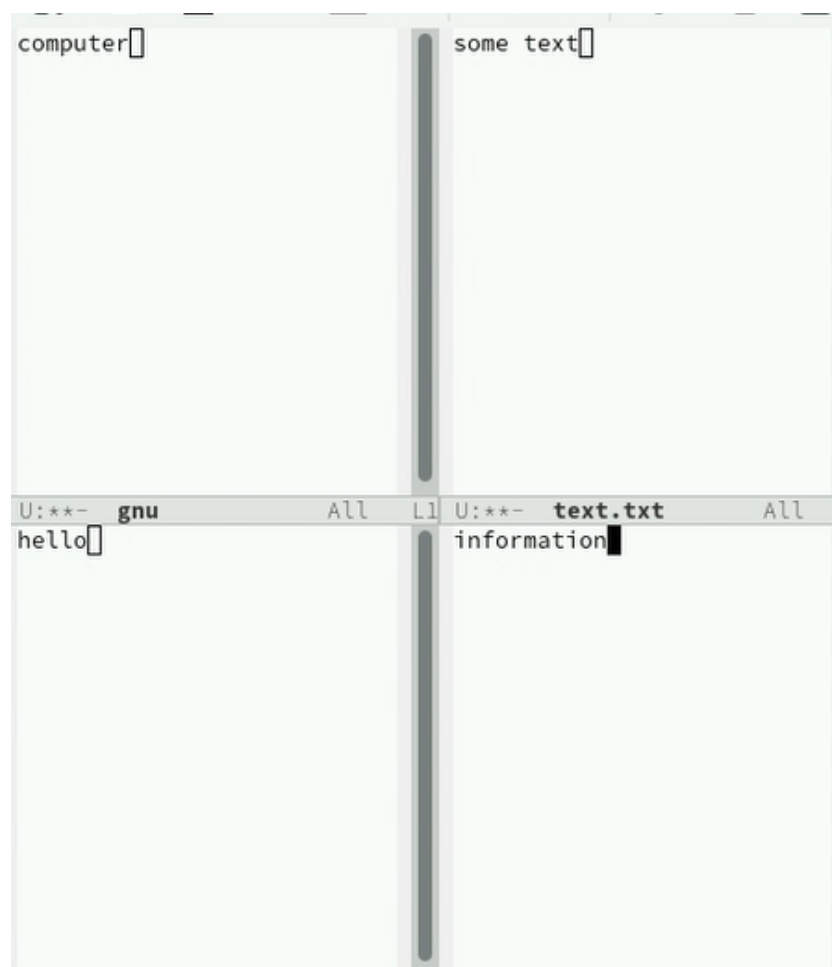 computer
some text
U:**-  gnu  All  L1
U:**-  text.txt  All
hello
information